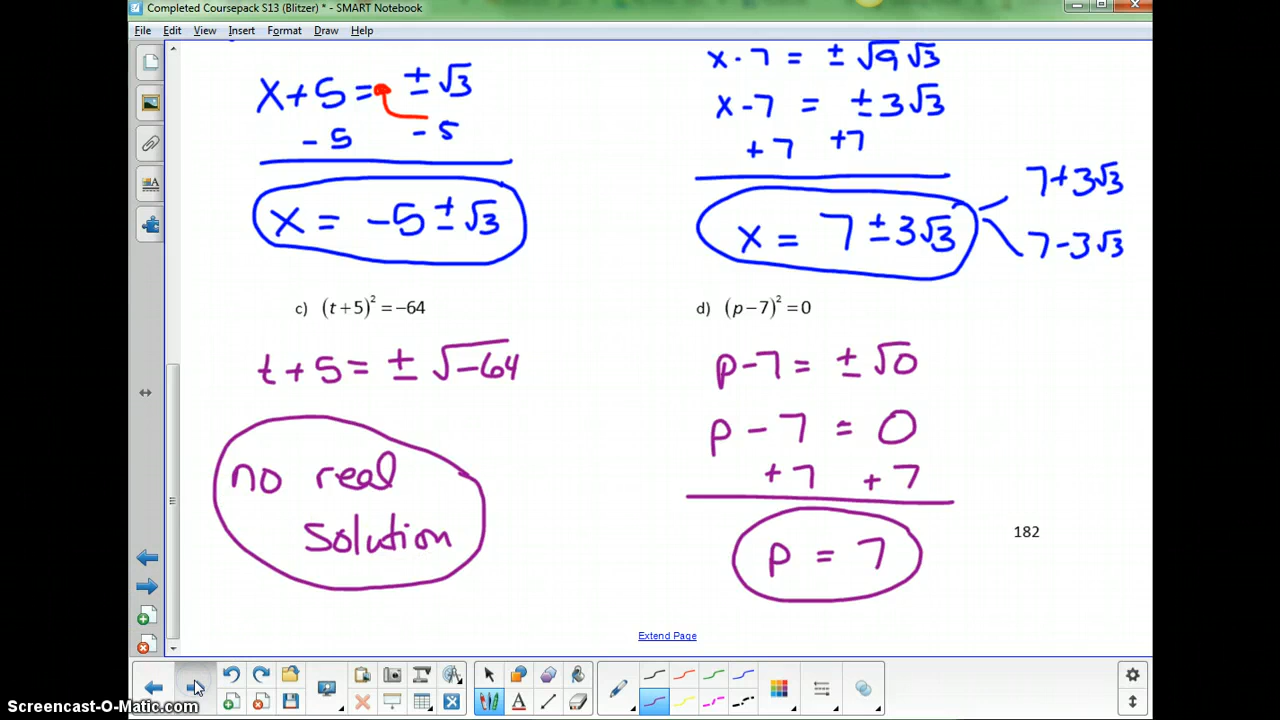 Completed Coursepack S13 (Blitzer) * - SMART Notebook
File Edit View Insert Format Draw Help
x+5 = ±√3
-5 -5
x = -5±√3
x-7 = ±√9√3
x-7 = ±3√3
+7 +7
x = 7±3√3
7+3√3
7-3√3
c) (t+5)² = -64
t+5 = ±√-64
no real
solution
d) (p-7)² = 0
p-7 = ±√0
p-7 = 0
+7 +7
p = 7
182
Extend Page
Screencast-O-Matic.com